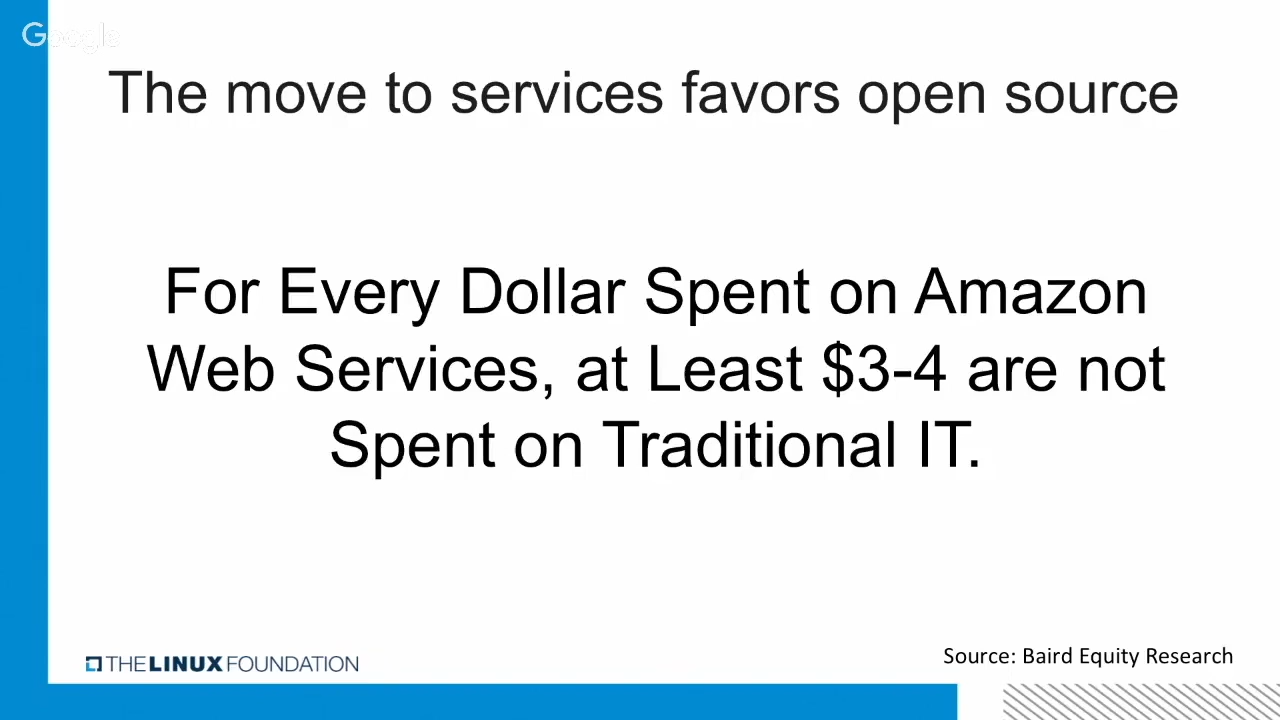 Google
The move to services favors open source
For Every Dollar Spent on Amazon
Web Services, at Least $3-4 are not
Spent on Traditional IT.
THE LINUX FOUNDATION
Source: Baird Equity Research